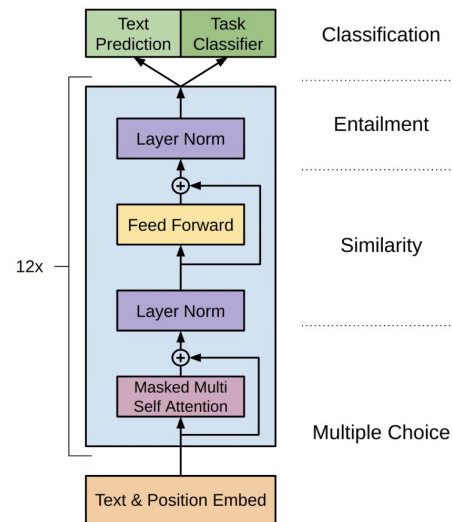 Text
Prediction
Task
Classifier
Classification
Layer Norm
Entailment
Feed Forward
Similarity
12x
Layer Norm
Masked Multi
Self Attention
Multiple Choice
Text & Position Embed